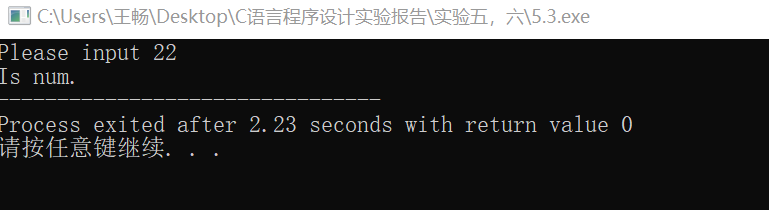 C:\Users\王畅\Desktop\C语言程序设计实验报告\实验五，六\5.3.exe
Please input 22
Is num.
--------------------------------
Process exited after 2.23 seconds with return value 0
请按任意键继续. . .